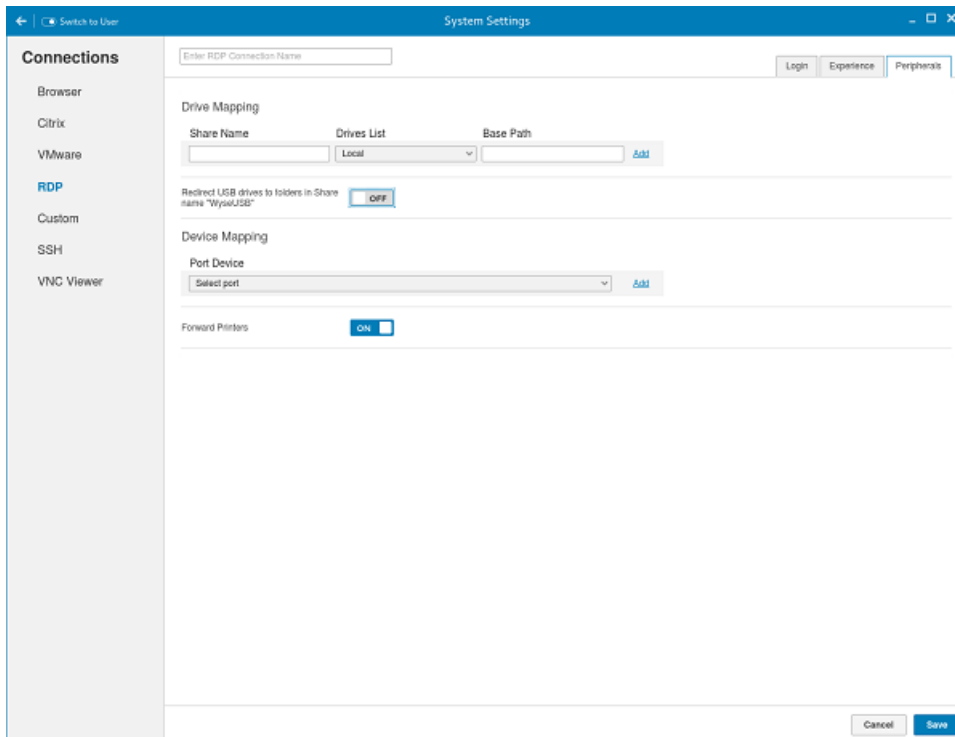 Switch to User
System Settings
Connections
Browser
Citrix
VMware
RDP
Custom
SSH
VNC Viewer
Enter RDP Connection Name
Login
Experience
Peripherals
Drive Mapping
Share Name
Drives List
Base Path
Local
Add
Redirect USB drives to folders in Share
name "WyseUSB"
OFF
Device Mapping
Port Device
Select port
Add
Forward Printers
ON
Cancel
Save